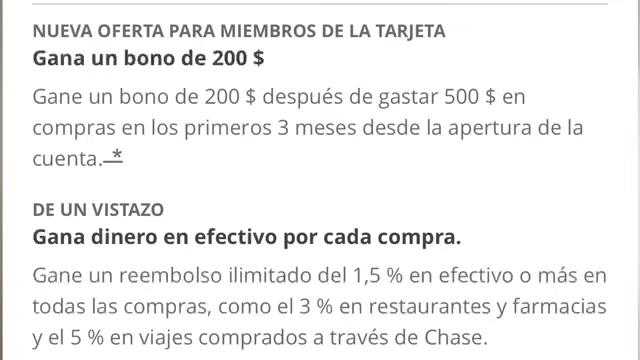 NUEVA OFERTA PARA MIEMBROS DE LA TARJETA
Gana un bono de 200 $
Gane un bono de 200 $ después de gastar 500 $ en
compras en los primeros 3 meses desde la apertura de la
cuenta. *
DE UN VISTAZO
Gana dinero en efectivo por cada compra.
Gane un reembolso ilimitado del 1,5 % en efectivo o más en
todas las compras, como el 3 % en restaurantes y farmacias
y el 5 % en viajes comprados a través de Chase.